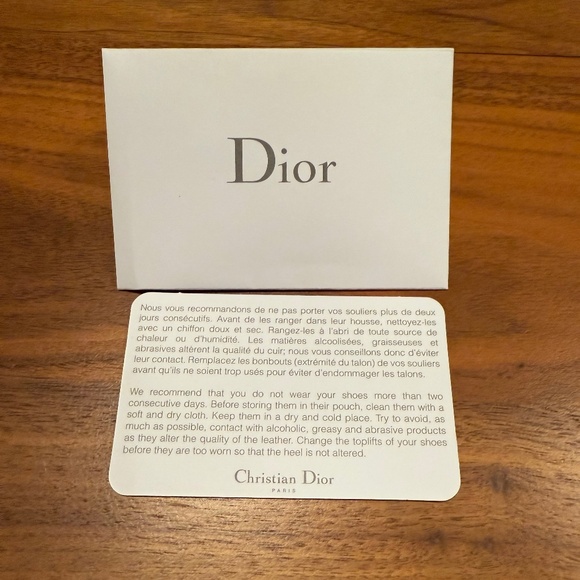 Dior
Nous vous recommandons de ne pas porter vos souliers plus de deux
jours consécutifs. Avant de les ranger dans leur housse, nettoyez-les
avec un chiffon doux et sec. Rangez-les à l'abri de toute source de
chaleur ou d'humidité. Les matières alcoolisées, graisseuses et
abrasives altèrent la qualité du cuir; nous vous conseillons donc d'éviter
leur contact. Remplacez les bonbouts (extrémité du talon) de vos souliers
avant qu'ils ne soient trop usés pour éviter d'endommager les talons.
We recommend that you do not wear your shoes more than two
consecutive days. Before storing them in their pouch, clean them with a
soft and dry cloth. Keep them in a dry and cold place. Try to avoid, as
much as possible, contact with alcoholic, greasy and abrasive products
as they alter the quality of the leather. Change the toplifts of your shoes
before they are too worn so that the heel is not altered.
Christian Dior
PARIS